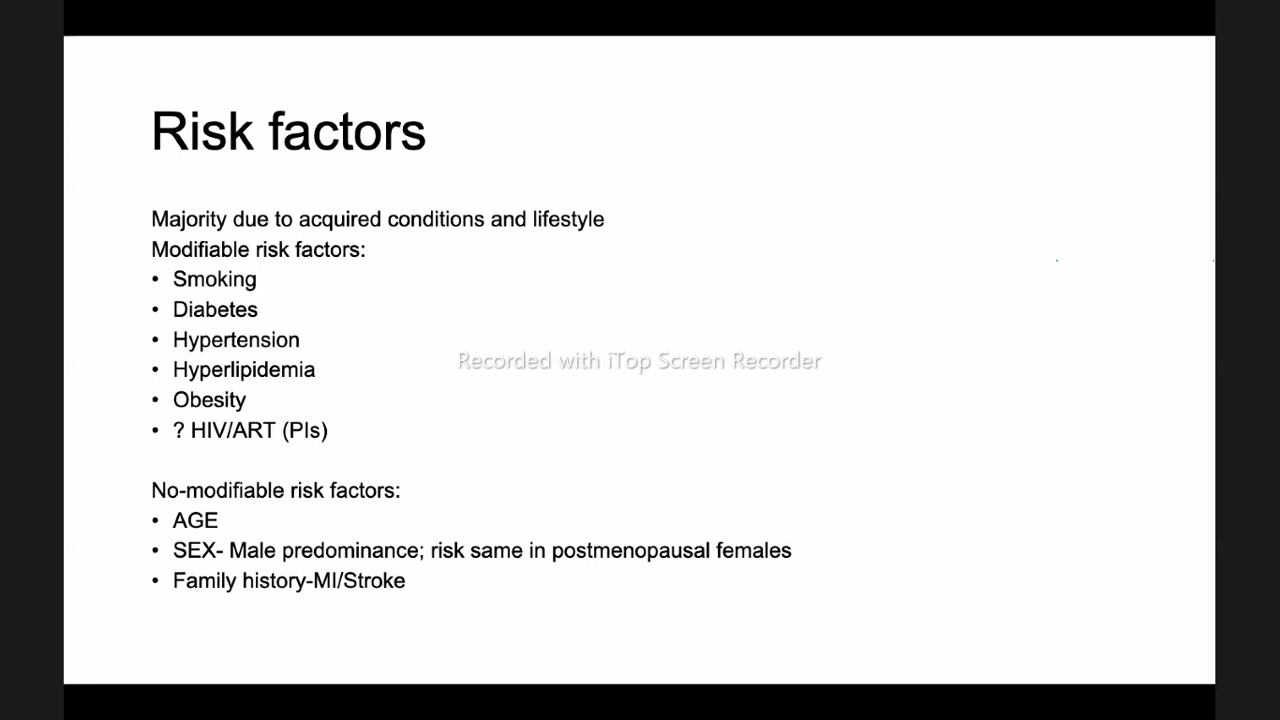 Risk factors
Majority due to acquired conditions and lifestyle
Modifiable risk factors:
• Smoking
• Diabetes
• Hypertension
Recorded with iTop Screen Recorder
• Hyperlipidemia
• Obesity
• ? HIV/ART (PIs)
No-modifiable risk factors:
• AGE
• SEX- Male predominance; risk same in postmenopausal females
• Family history-MI/Stroke